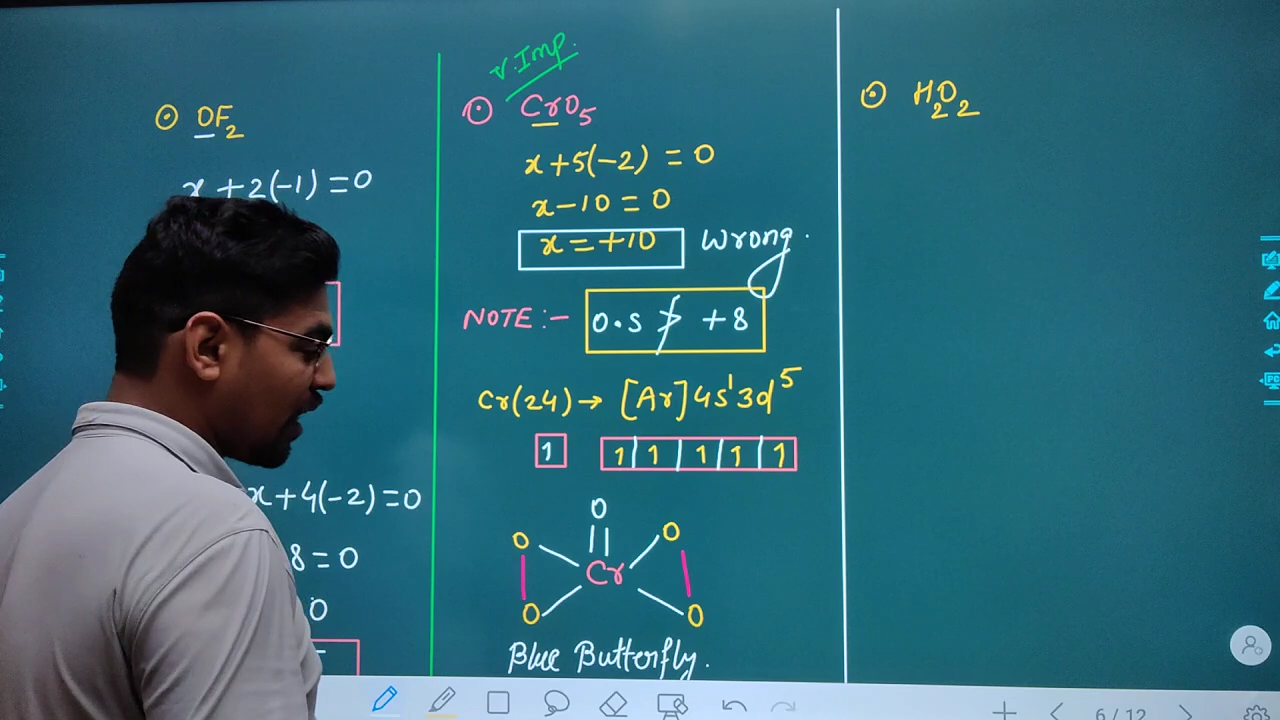 ⊙ OF2
x + 2(-1) = 0
x + 4(-2) = 0
8 = 0
0
v. Imp.
⊙ CrO5
x + 5(-2) = 0
x - 10 = 0
x = +10 Wrong.
NOTE :- O.S ≯ +8
Cr(24) → [Ar] 4s¹ 3d⁵
1 1 1 1 1 1
O
O O
Cr
O O
Blue Butterfly.
⊙ H2O2
6/12